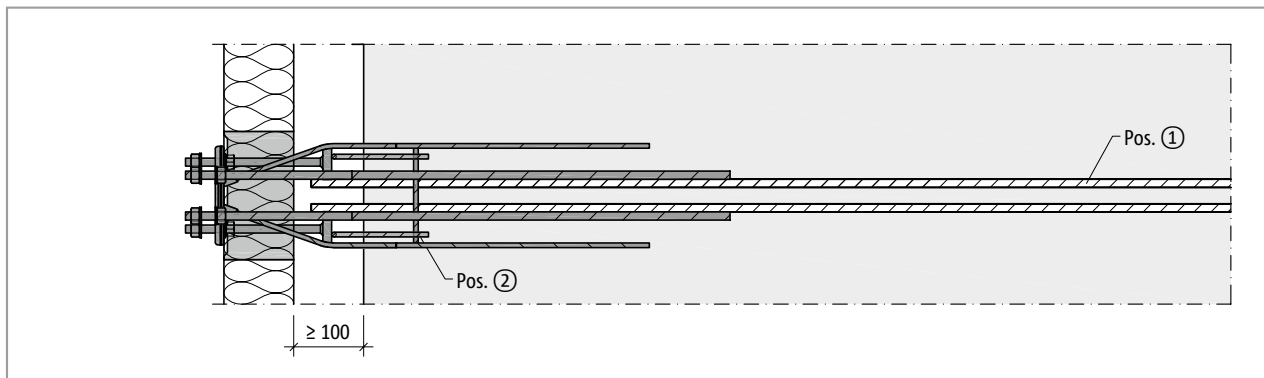 Pos. ①
Pos. ②
≥ 100